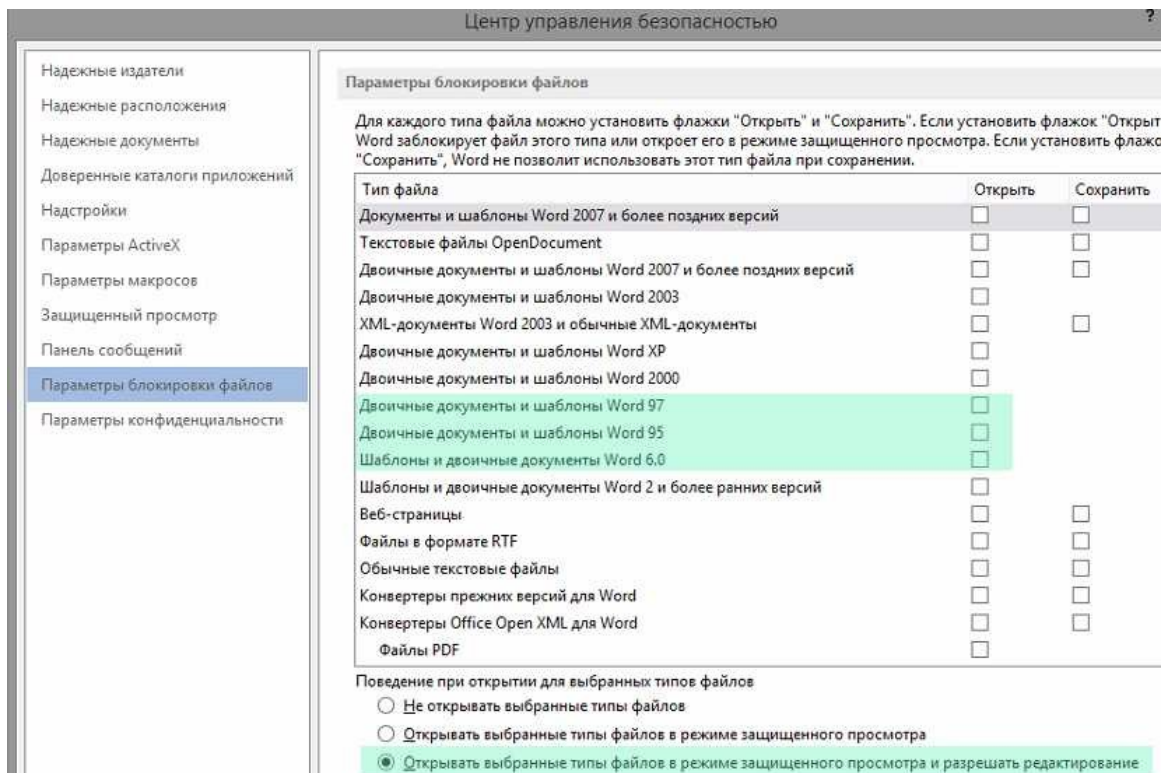 Центр управления безопасностью
?
Надежные издатели
Надежные расположения
Надежные документы
Доверенные каталоги приложений
Надстройки
Параметры ActiveX
Параметры макросов
Защищенный просмотр
Панель сообщений
Параметры блокировки файлов
Параметры конфиденциальности
Параметры блокировки файлов
Для каждого типа файла можно установить флажки "Открыть" и "Сохранить". Если установить флажок "Открыт
Word заблокирует файл этого типа или откроет его в режиме защищенного просмотра. Если установить флажо
"Сохранить", Word не позволит использовать этот тип файла при сохранении.
Тип файла Открыть Сохранить
Документы и шаблоны Word 2007 и более поздних версий
Текстовые файлы OpenDocument
Двоичные документы и шаблоны Word 2007 и более поздних версий
Двоичные документы и шаблоны Word 2003
XML-документы Word 2003 и обычные XML-документы
Двоичные документы и шаблоны Word XP
Двоичные документы и шаблоны Word 2000
Двоичные документы и шаблоны Word 97
Двоичные документы и шаблоны Word 95
Шаблоны и двоичные документы Word 6.0
Шаблоны и двоичные документы Word 2 и более ранних версий
Веб-страницы
Файлы в формате RTF
Обычные текстовые файлы
Конвертеры прежних версий для Word
Конвертеры Office Open XML для Word
Файлы PDF
Поведение при открытии для выбранных типов файлов
Не открывать выбранные типы файлов
Открывать выбранные типы файлов в режиме защищенного просмотра
Открывать выбранные типы файлов в режиме защищенного просмотра и разрешать редактирование